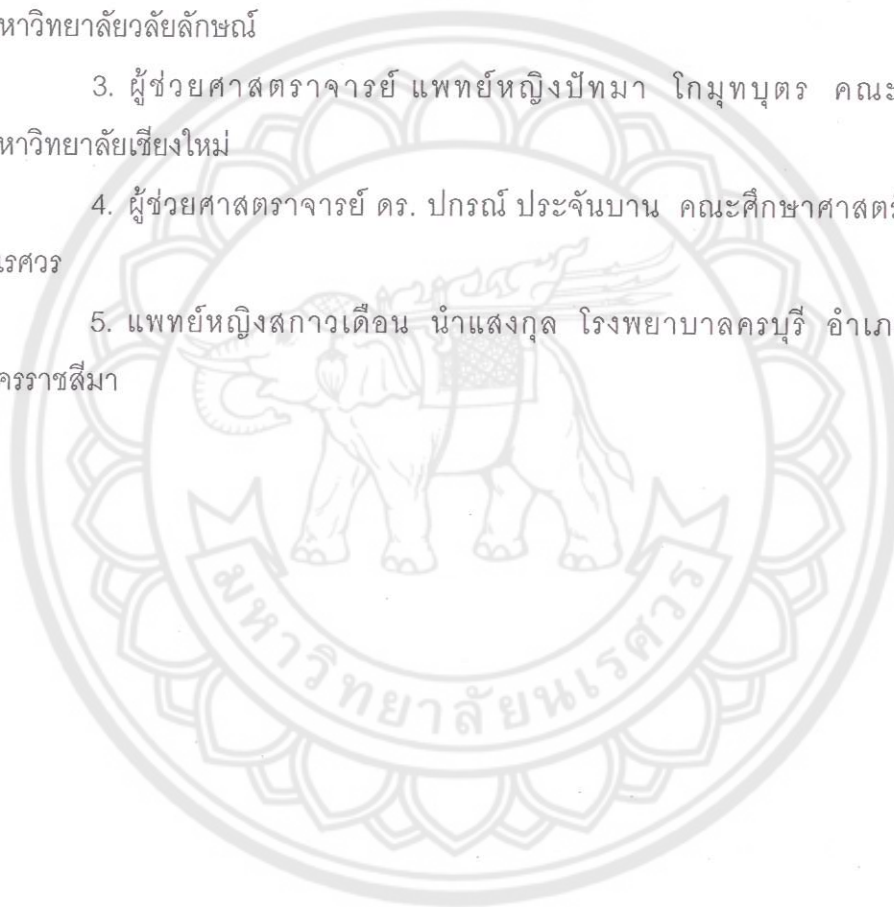 หาวิทยาลัยวลัยลักษณ์
3. ผู้ช่วยศาสตราจารย์ แพทย์หญิงปัทมา โกมุทบุตร คณะ
หาวิทยาลัยเชียงใหม่
4. ผู้ช่วยศาสตราจารย์ ดร. ปกรณ์ ประจันบาน คณะศึกษาศาสตร
เรศวร
5. แพทย์หญิงสกาวเดือน นำแสงกุล โรงพยาบาลครบุรี อำเภ
ครราชสีมา
มหาวิทยาลัยนเรศวร